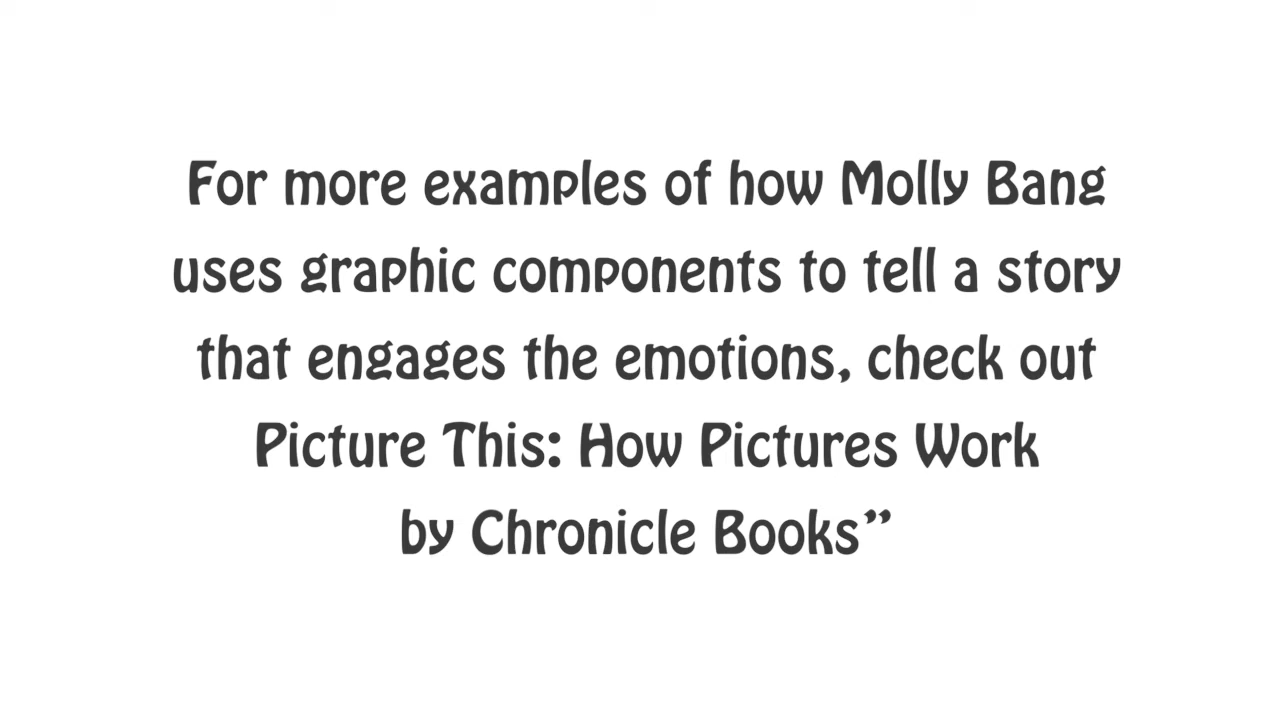 For more examples of how Molly Bang
uses graphic components to tell a story
that engages the emotions, check out
Picture This: How Pictures Work
by Chronicle Books”